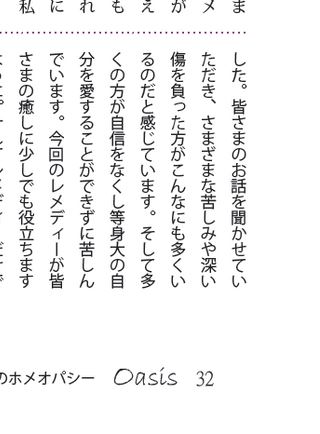 ま
メ
が
え
も
れ
に
私
した。皆さまのお話を聞かせてい
ただき、さまざまな苦しみや深い
傷を負った方がこんなにも多くい
るのだと感じています。そして多
くの方が自信をなくし等身大の自
分を愛することができずに苦しん
でいます。今回のレメディーが皆
さまの癒しに少しでも役立ちます
のホメオパシー Oasis 32